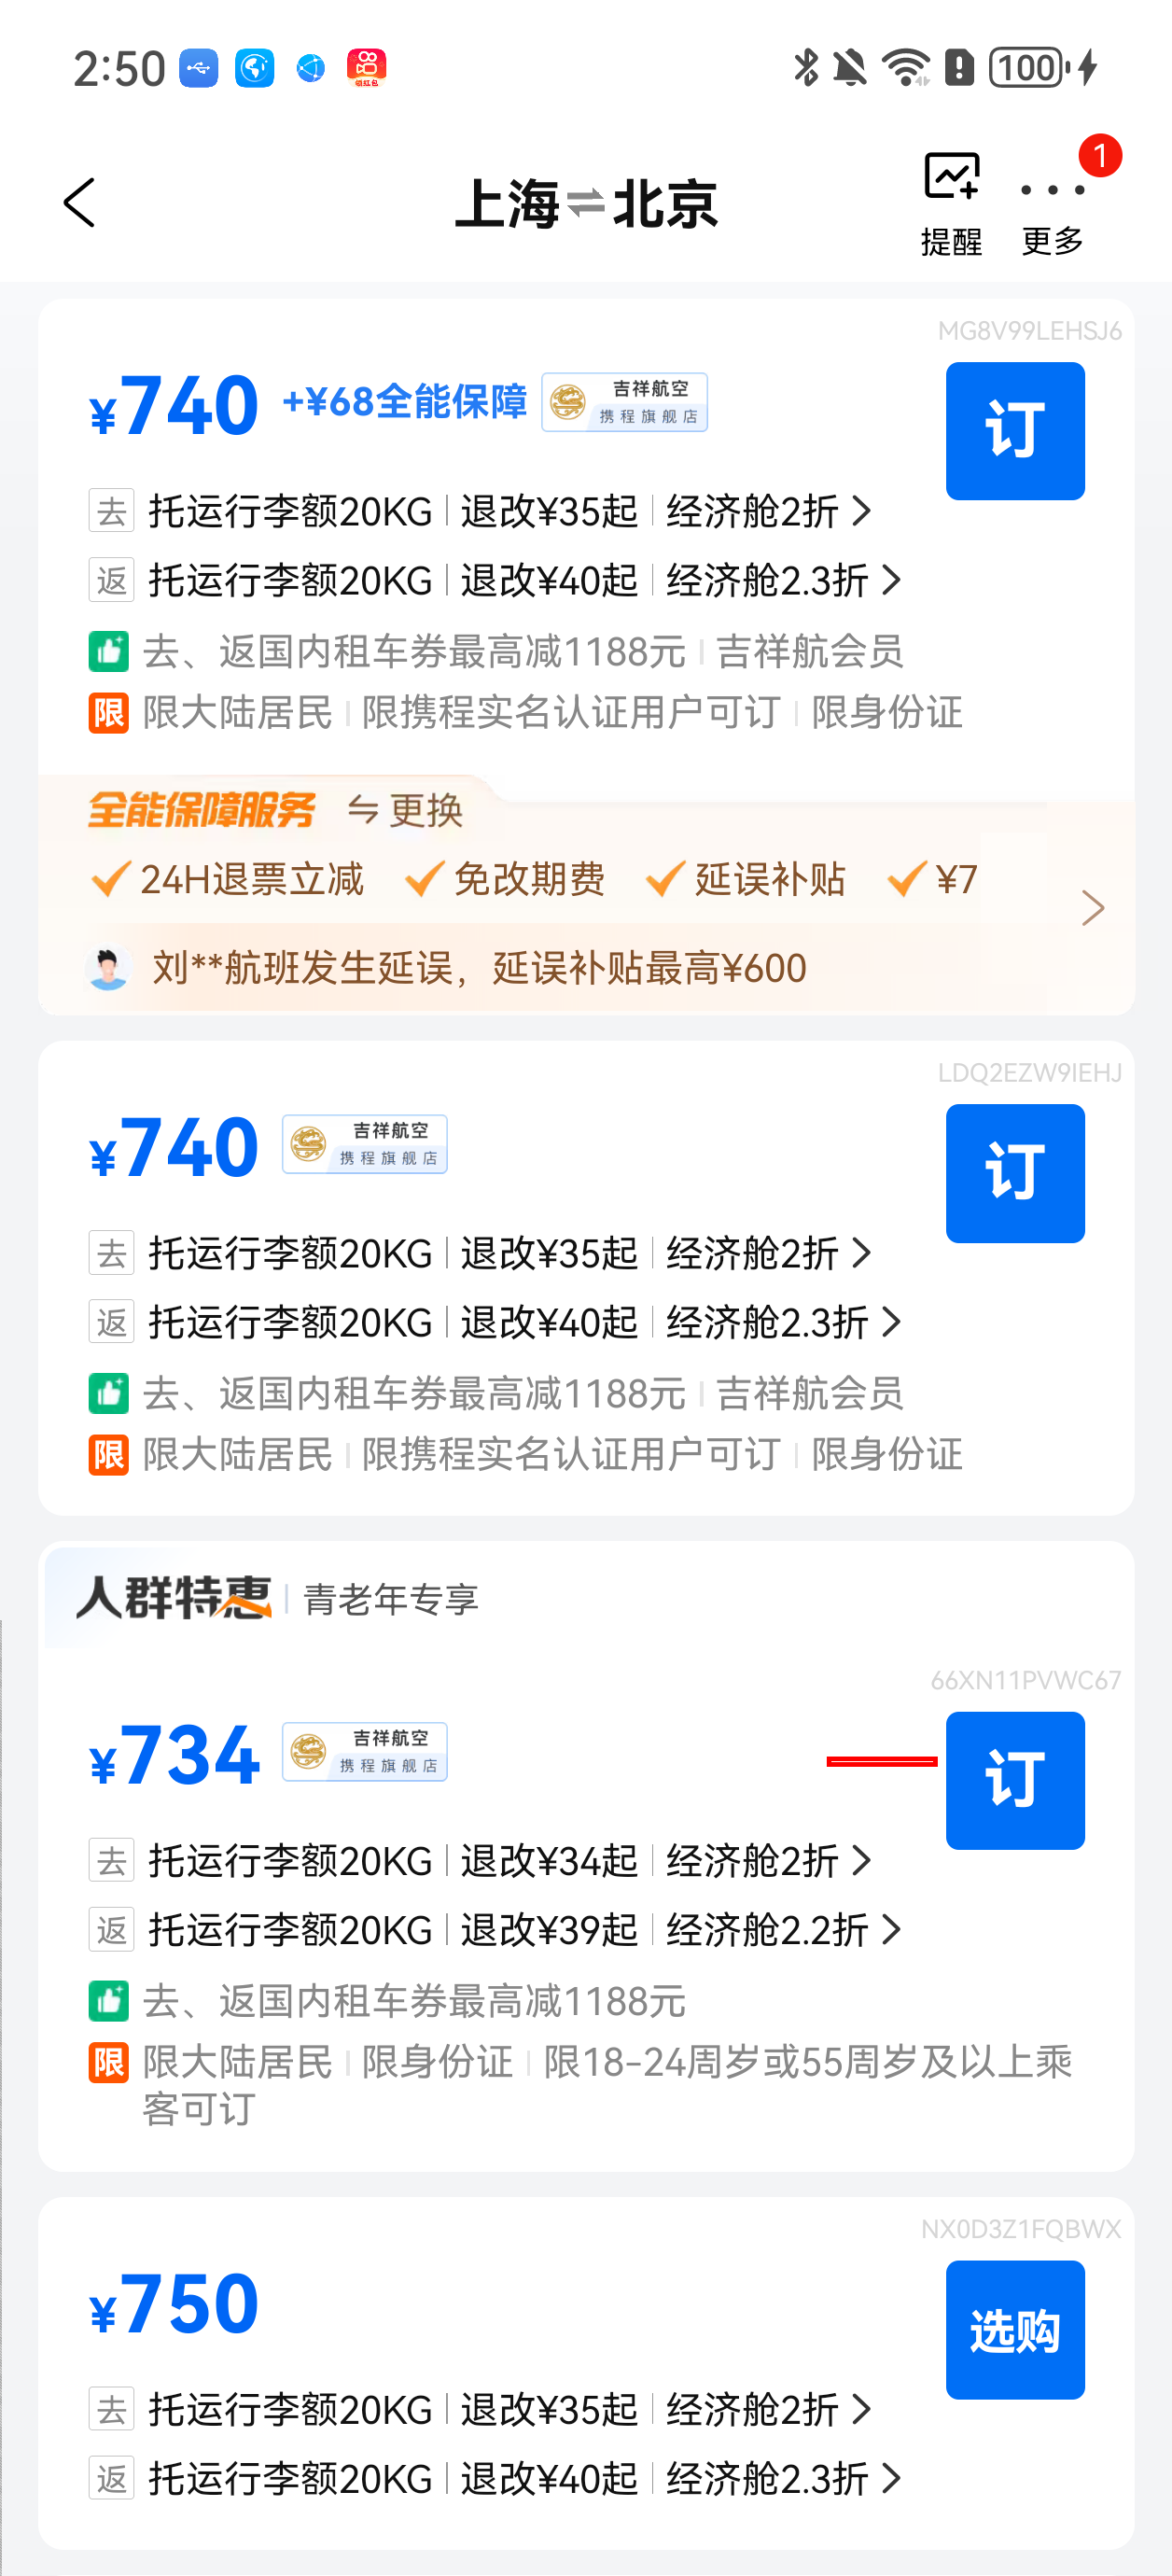 2:50
领红包
100
上海⇌北京
提醒
更多
1
MG8V99LEHSJ6
¥740 +¥68全能保障 吉祥航空 携程旗舰店
订
去 托运行李额20KG | 退改¥35起 | 经济舱2折 >
返 托运行李额20KG | 退改¥40起 | 经济舱2.3折 >
去、返国内租车券最高减1188元 | 吉祥航会员
限 限大陆居民 | 限携程实名认证用户可订 | 限身份证
全能保障服务 ⇋更换
24H退票立减 免改期费 延误补贴 ¥7
刘**航班发生延误，延误补贴最高¥600
LDQ2EZW9IEHJ
¥740 吉祥航空 携程旗舰店
订
去 托运行李额20KG | 退改¥35起 | 经济舱2折 >
返 托运行李额20KG | 退改¥40起 | 经济舱2.3折 >
去、返国内租车券最高减1188元 | 吉祥航会员
限 限大陆居民 | 限携程实名认证用户可订 | 限身份证
人群特惠 | 青老年专享
66XN11PVWC67
¥734 吉祥航空 携程旗舰店
订
去 托运行李额20KG | 退改¥34起 | 经济舱2折 >
返 托运行李额20KG | 退改¥39起 | 经济舱2.2折 >
去、返国内租车券最高减1188元
限 限大陆居民 | 限身份证 | 限18-24周岁或55周岁及以上乘
客可订
NX0D3Z1FQBWX
¥750
选购
去 托运行李额20KG | 退改¥35起 | 经济舱2折 >
返 托运行李额20KG | 退改¥40起 | 经济舱2.3折 >